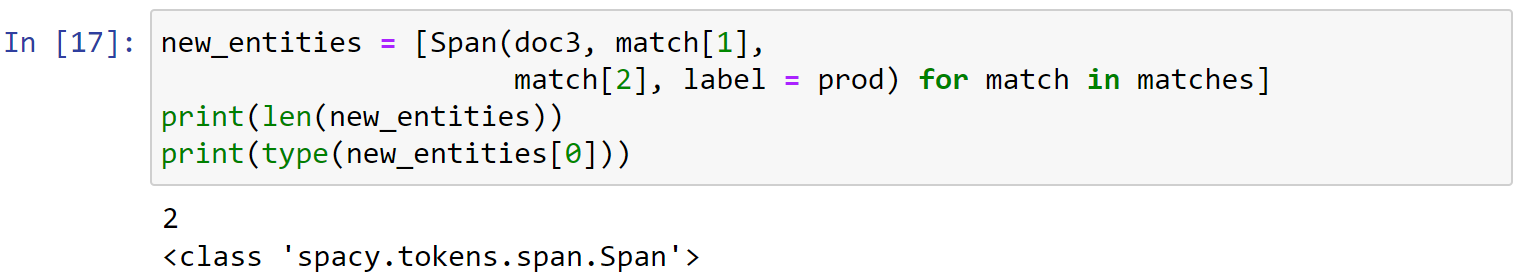 In [17]: new_entities = [Span(doc3, match[1],
match[2], label = prod) for match in matches]
print(len(new_entities))
print(type(new_entities[0]))
2
<class 'spacy.tokens.span.Span'>